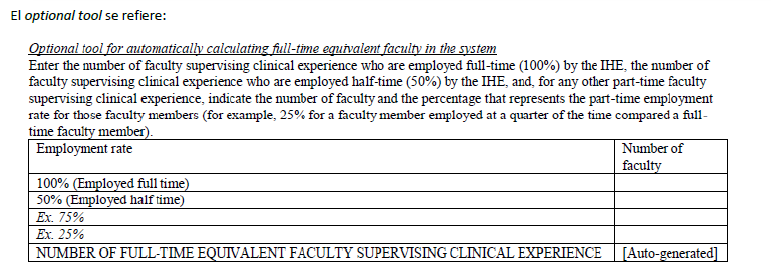 El optional tool se refiere:
Optional tool for automatically calculating full-time equivalent faculty in the system
Enter the number of faculty supervising clinical experience who are employed full-time (100%) by the IHE, the number of
faculty supervising clinical experience who are employed half-time (50%) by the IHE, and, for any other part-time faculty
supervising clinical experience, indicate the number of faculty and the percentage that represents the part-time employment
rate for those faculty members (for example, 25% for a faculty member employed at a quarter of the time compared a full-
time faculty member).
Employment rate Number of
faculty
100% (Employed full time)
50% (Employed half time)
Ex. 75%
Ex. 25%
NUMBER OF FULL-TIME EQUIVALENT FACULTY SUPERVISING CLINICAL EXPERIENCE [Auto-generated]